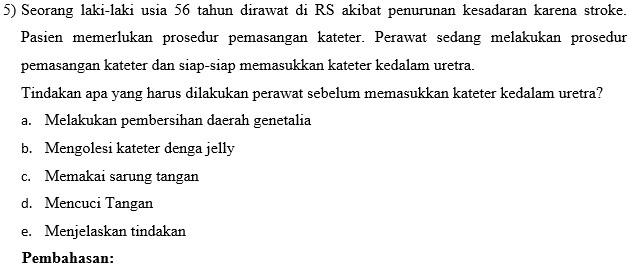 5) Seorang laki-laki usia 56 tahun dirawat di RS akibat penurunan kesadaran karena stroke.
Pasien memerlukan prosedur pemasangan kateter. Perawat sedang melakukan prosedur
pemasangan kateter dan siap-siap memasukkan kateter kedalam uretra.
Tindakan apa yang harus dilakukan perawat sebelum memasukkan kateter kedalam uretra?
a. Melakukan pembersihan daerah genetalia
b. Mengolesi kateter denga jelly
c. Memakai sarung tangan
d. Mencuci Tangan
e. Menjelaskan tindakan
Pembahasan: